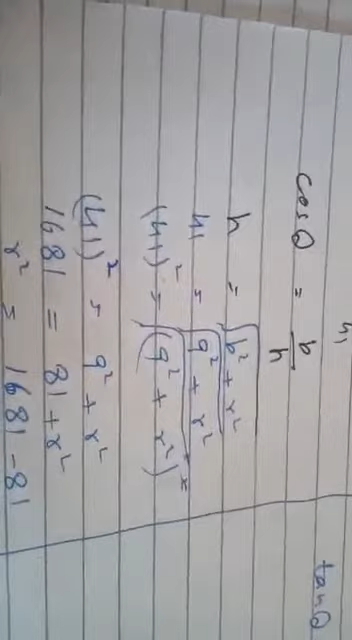 41
cosθ = b/h
h = √b² + r²
41 = √9² + r²
(41)² = (√9² + r²)²
(41)² = 9² + r²
1681 = 81 + r²
r² = 1681 - 81
tanθ